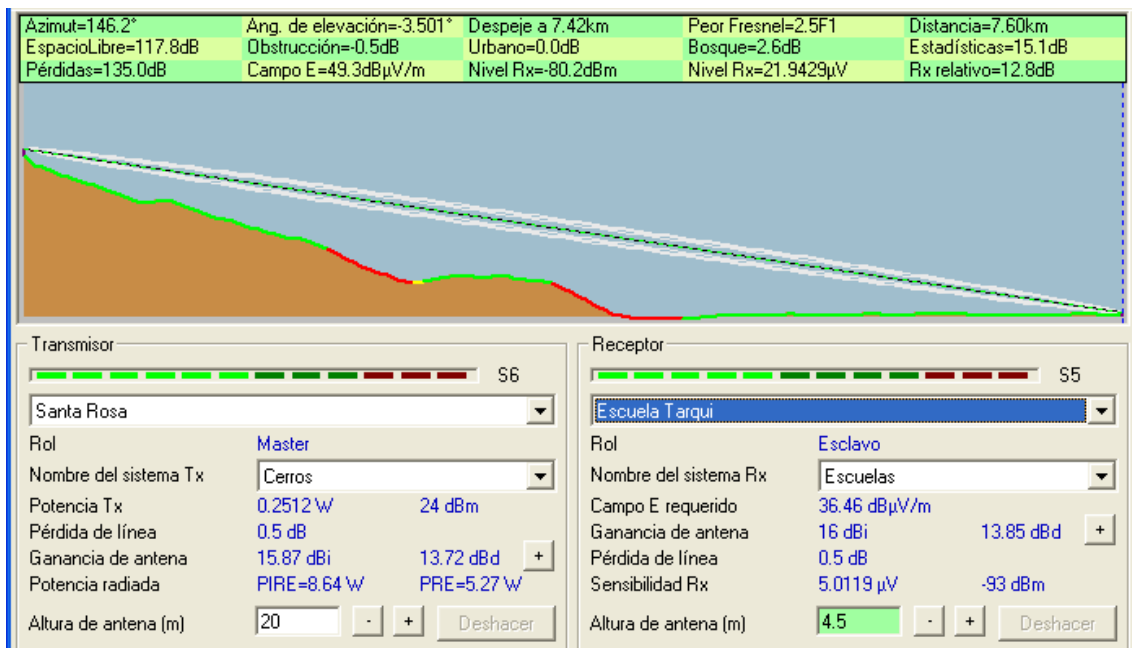 Azimut=146.2° Ang. de elevación=-3.501° Despeje a 7.42km Peor Fresnel=2.5F1 Distancia=7.60km
EspacioLibre=117.8dB Obstrucción=-0.5dB Urbano=0.0dB Bosque=2.6dB Estadísticas=15.1dB
Pérdidas=135.0dB Campo E=49.3dBµV/m Nivel Rx=-80.2dBm Nivel Rx=21.9429µV Rx relativo=12.8dB
Transmisor
S6
Santa Rosa
Rol Master
Nombre del sistema Tx Cerros
Potencia Tx 0.2512 W 24 dBm
Pérdida de línea 0.5 dB
Ganancia de antena 15.87 dBi 13.72 dBd +
Potencia radiada PIRE=8.64 W PRE=5.27 W
Altura de antena (m) 20 - + Deshacer
Receptor
S5
Escuela Tarqui
Rol Esclavo
Nombre del sistema Rx Escuelas
Campo E requerido 36.46 dBµV/m
Ganancia de antena 16 dBi 13.85 dBd +
Pérdida de línea 0.5 dB
Sensibilidad Rx 5.0119 µV -93 dBm
Altura de antena (m) 4.5 - + Deshacer